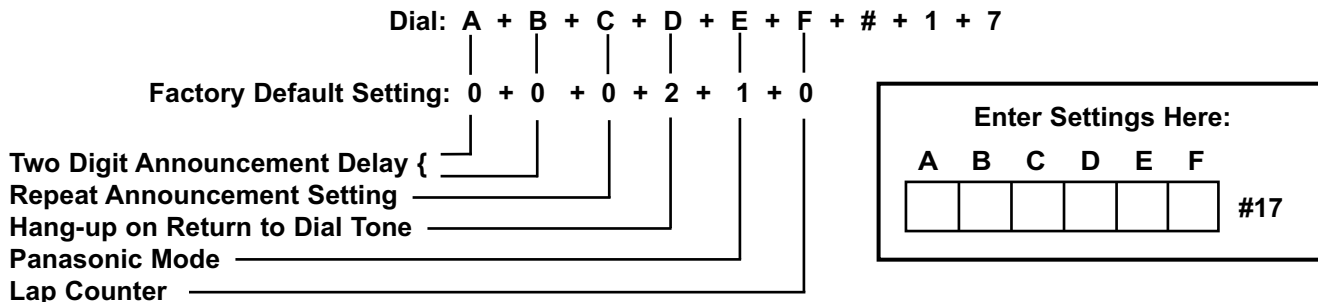 Dial: A + B + C + D + E + F + # + 1 + 7
Factory Default Setting: 0 + 0 + 0 + 2 + 1 + 0
Enter Settings Here:
A B C D E F
#17
Two Digit Announcement Delay {
Repeat Announcement Setting
Hang-up on Return to Dial Tone
Panasonic Mode
Lap Counter